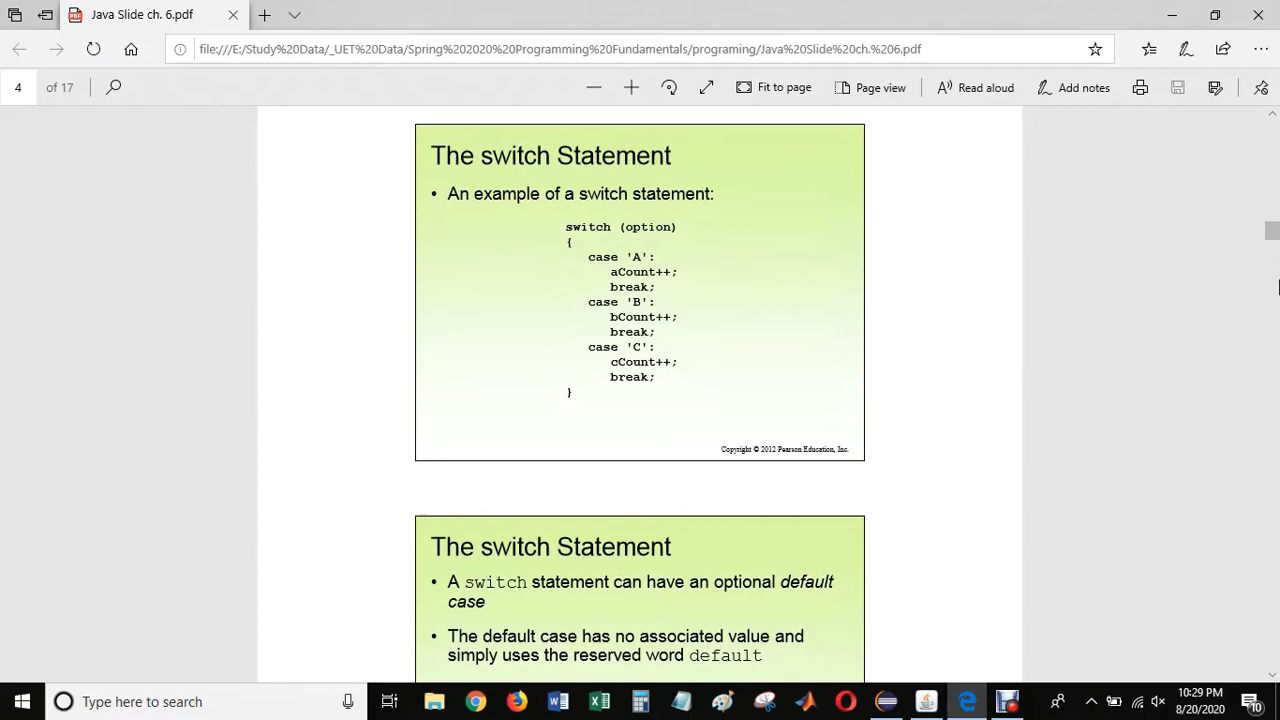 Java Slide ch. 6.pdf
file:///E:/Study%20Data/_UET%20Data/Spring%202020%20Programming%20Fundamentals/programing/Java%20Slide%20ch.%206.pdf
4 of 17 Fit to page Page view Read aloud Add notes
The switch Statement
• An example of a switch statement:
switch (option)
{
case 'A':
aCount++;
break;
case 'B':
bCount++;
break;
case 'C':
cCount++;
break;
}
Copyright © 2012 Pearson Education, Inc.
The switch Statement
• A switch statement can have an optional default
case
• The default case has no associated value and
simply uses the reserved word default
Type here to search
10:29 PM
8/20/2020
10